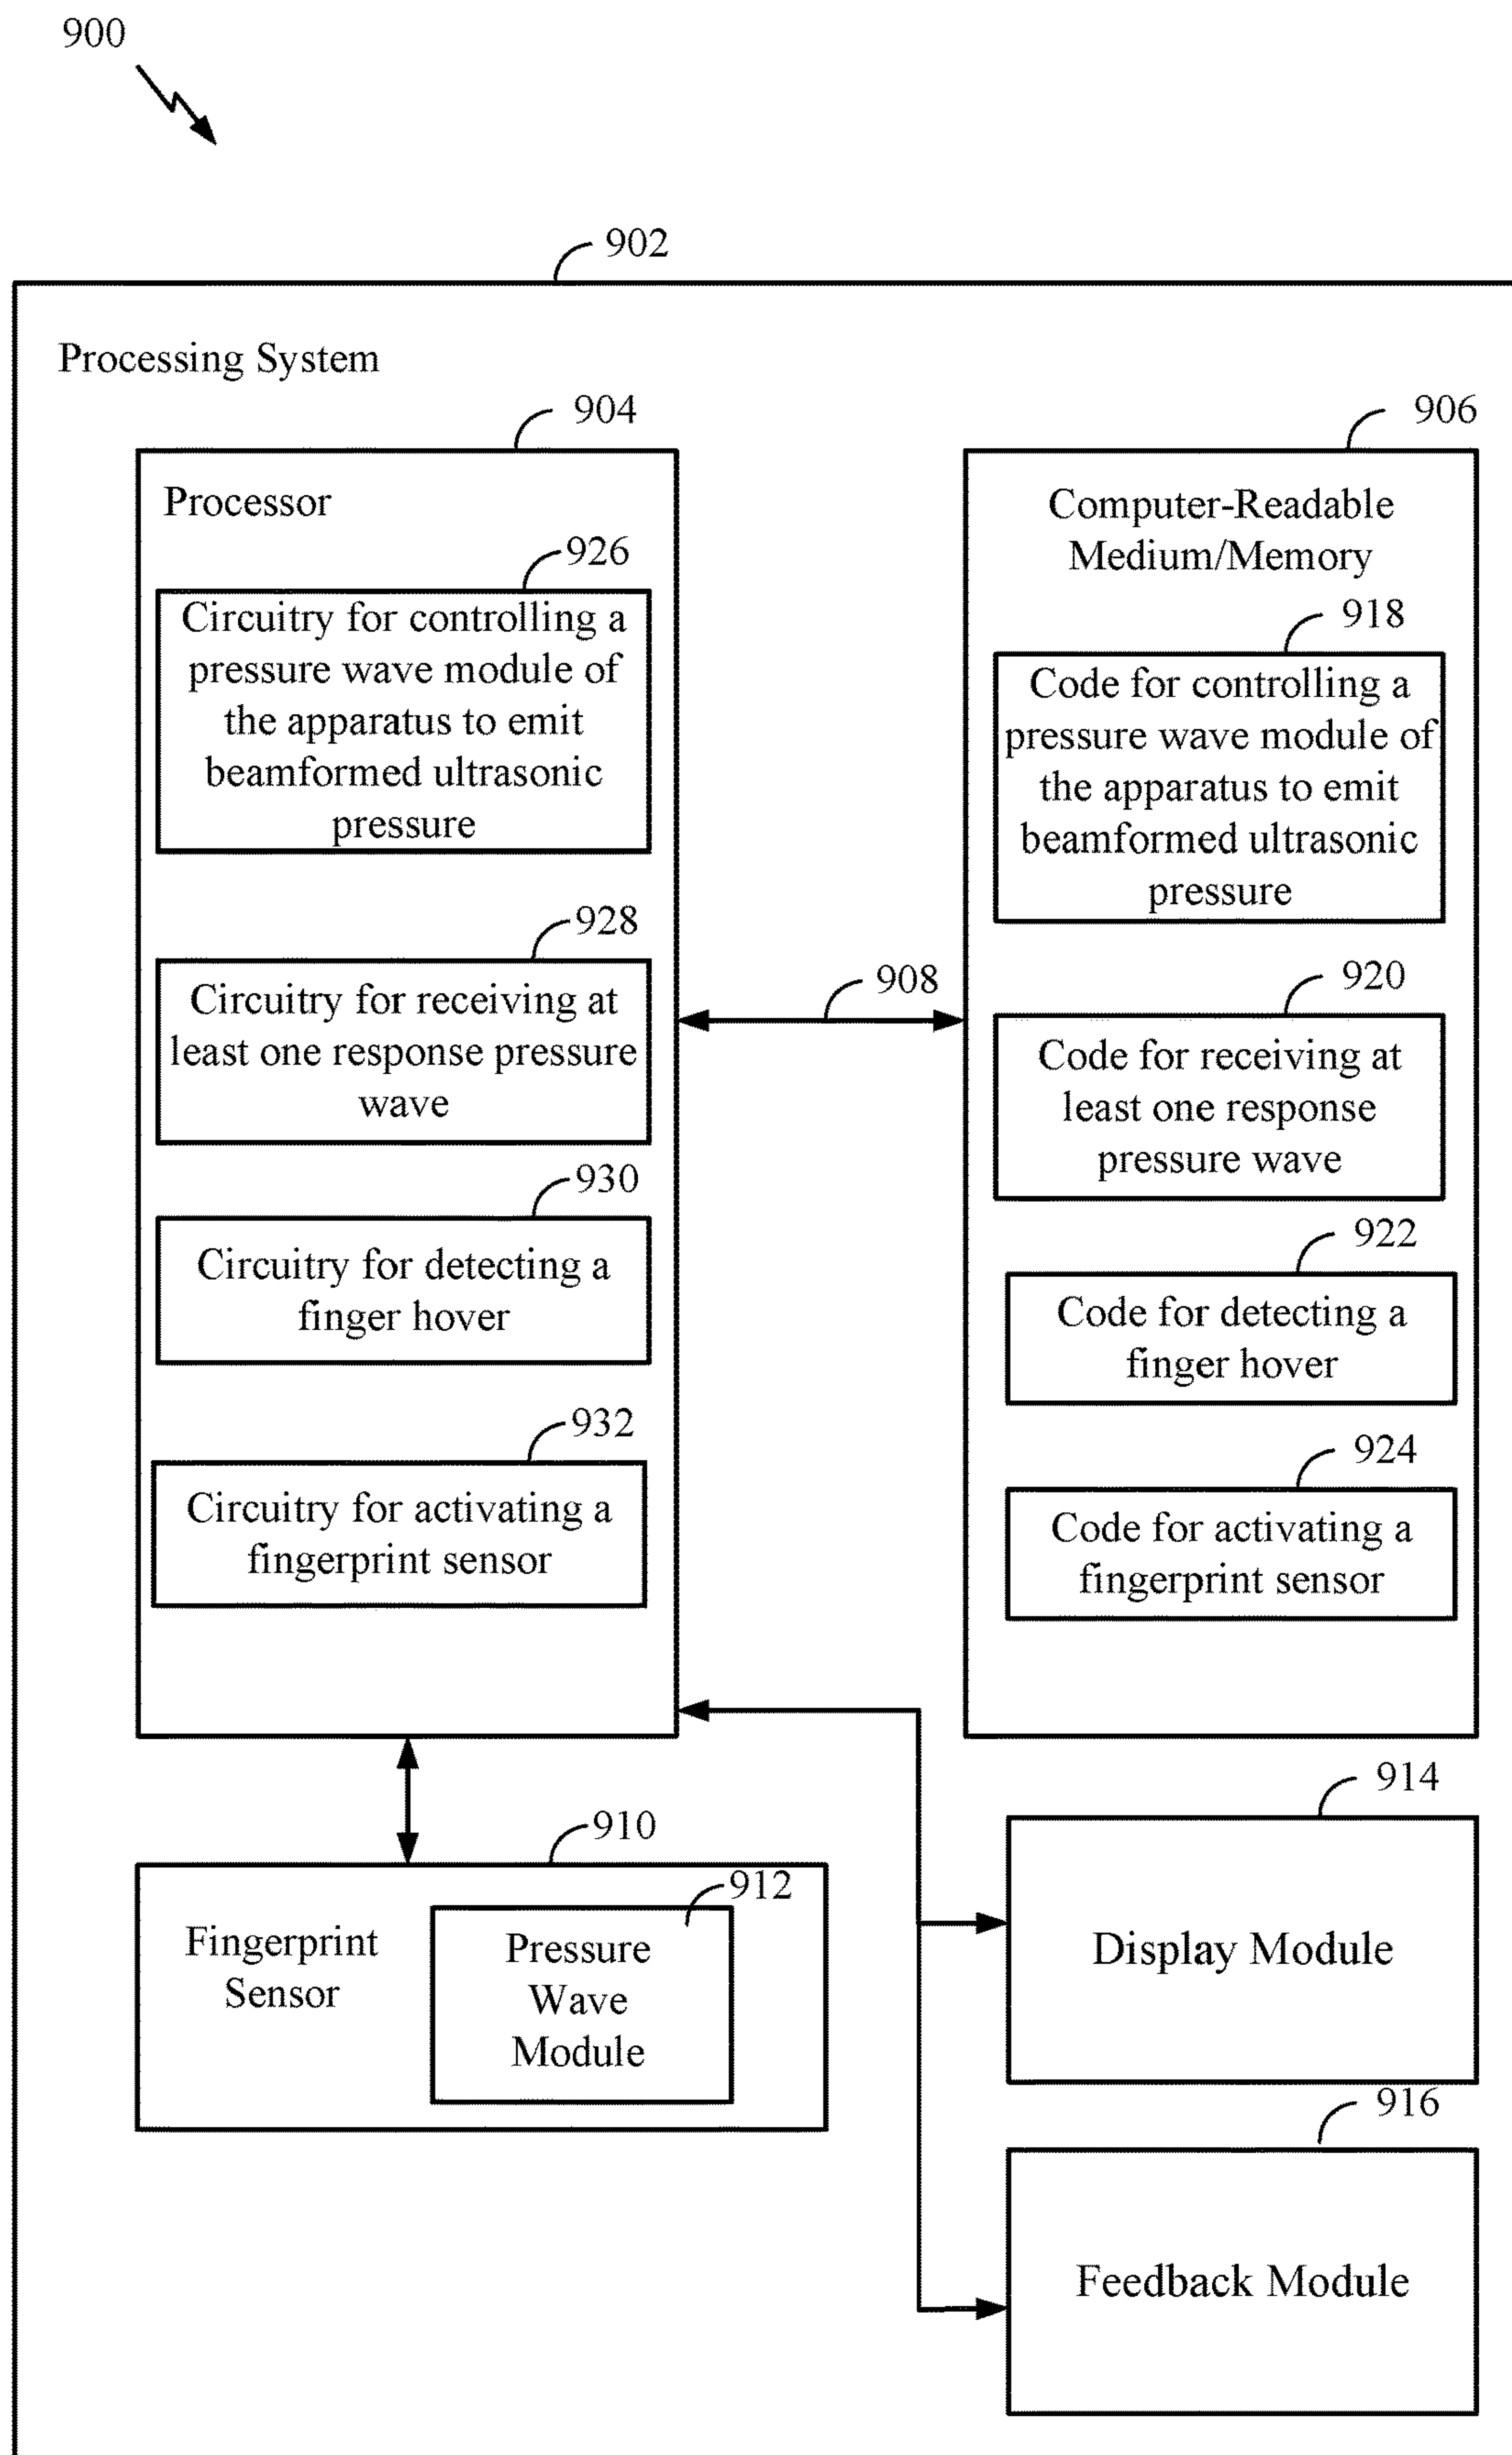 900
902
Processing System
904
Processor
926
Circuitry for controlling a
pressure wave module of
the apparatus to emit
beamformed ultrasonic
pressure
928
Circuitry for receiving at
least one response pressure
wave
930
Circuitry for detecting a
finger hover
932
Circuitry for activating a
fingerprint sensor
908
906
Computer-Readable
Medium/Memory
918
Code for controlling a
pressure wave module of
the apparatus to emit
beamformed ultrasonic
pressure
920
Code for receiving at
least one response
pressure wave
922
Code for detecting a
finger hover
924
Code for activating a
fingerprint sensor
910
Fingerprint
Sensor
912
Pressure
Wave
Module
914
Display Module
916
Feedback Module